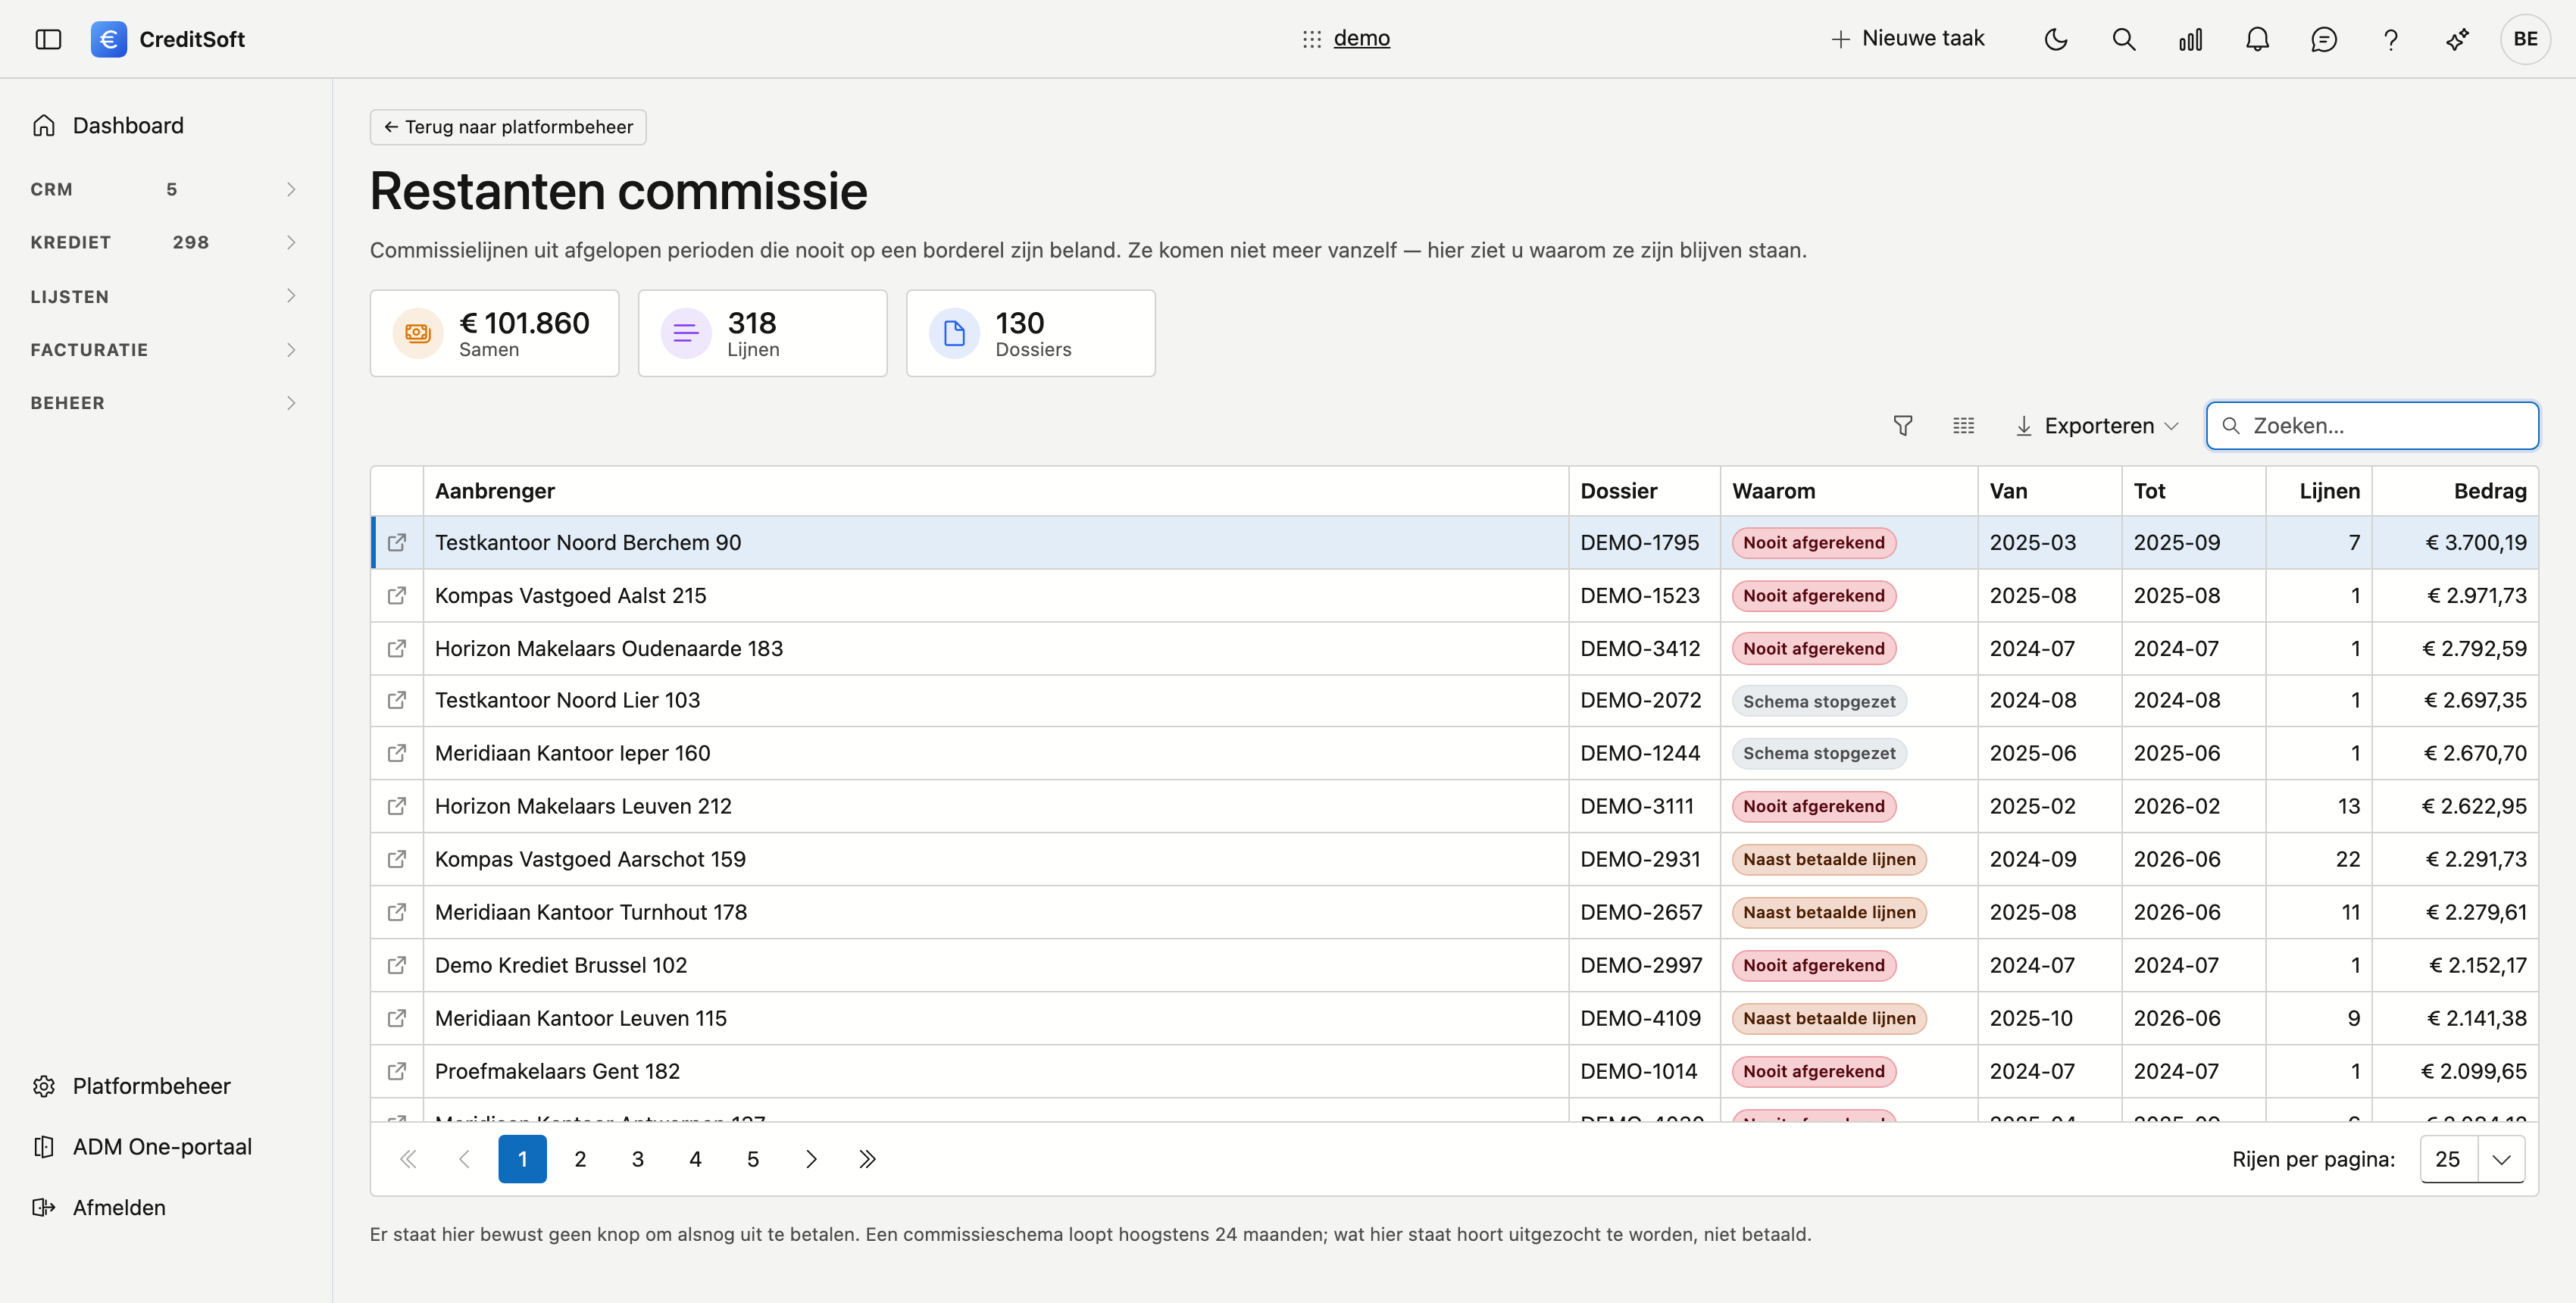 € CreditSoft
demo
Nieuwe taak
BE
Dashboard
CRM 5
KREDIET 298
LIJSTEN
FACTURATIE
BEHEER
Platformbeheer
ADM One-portaal
Afmelden
← Terug naar platformbeheer
Restanten commissie
Commissielijnen uit afgelopen perioden die nooit op een borderel zijn beland. Ze komen niet meer vanzelf — hier ziet u waarom ze zijn blijven staan.
€ 101.860
Samen
318
Lijnen
130
Dossiers
Exporteren
Zoeken...
Aanbrenger Dossier Waarom Van Tot Lijnen Bedrag
Testkantoor Noord Berchem 90 DEMO-1795 Nooit afgerekend 2025-03 2025-09 7 € 3.700,19
Kompas Vastgoed Aalst 215 DEMO-1523 Nooit afgerekend 2025-08 2025-08 1 € 2.971,73
Horizon Makelaars Oudenaarde 183 DEMO-3412 Nooit afgerekend 2024-07 2024-07 1 € 2.792,59
Testkantoor Noord Lier 103 DEMO-2072 Schema stopgezet 2024-08 2024-08 1 € 2.697,35
Meridiaan Kantoor Ieper 160 DEMO-1244 Schema stopgezet 2025-06 2025-06 1 € 2.670,70
Horizon Makelaars Leuven 212 DEMO-3111 Nooit afgerekend 2025-02 2026-02 13 € 2.622,95
Kompas Vastgoed Aarschot 159 DEMO-2931 Naast betaalde lijnen 2024-09 2026-06 22 € 2.291,73
Meridiaan Kantoor Turnhout 178 DEMO-2657 Naast betaalde lijnen 2025-08 2026-06 11 € 2.279,61
Demo Krediet Brussel 102 DEMO-2997 Nooit afgerekend 2024-07 2024-07 1 € 2.152,17
Meridiaan Kantoor Leuven 115 DEMO-4109 Naast betaalde lijnen 2025-10 2026-06 9 € 2.141,38
Proefmakelaars Gent 182 DEMO-1014 Nooit afgerekend 2024-07 2024-07 1 € 2.099,65
Meridiaan Kantoor Antwerpen Nooit afgerekend
1 2 3 4 5
Rijen per pagina: 25
Er staat hier bewust geen knop om alsnog uit te betalen. Een commissieschema loopt hoogstens 24 maanden; wat hier staat hoort uitgezocht te worden, niet betaald.